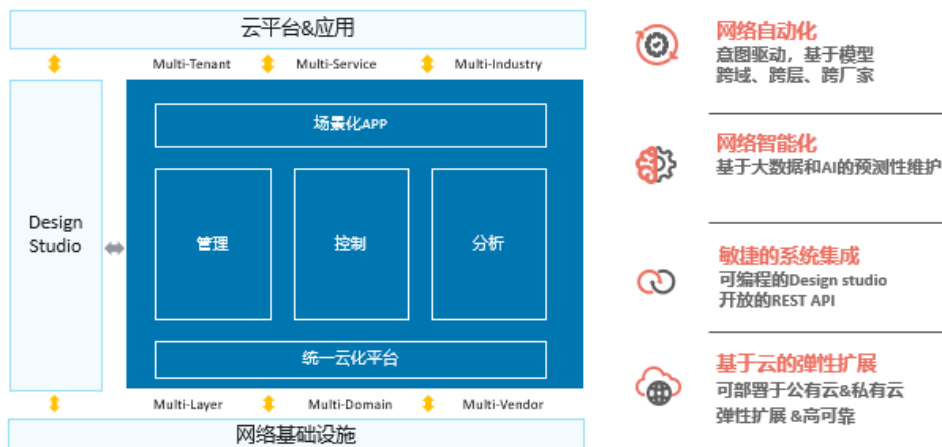 云平台&应用
Multi-Tenant
Multi-Service
Multi-Industry
场景化APP
Design
Studio
管理
控制
分析
统一云化平台
Multi-Layer
Multi-Domain
Multi-Vendor
网络基础设施
网络自动化
意图驱动，基于模型
跨域、跨层、跨厂家
网络智能化
基于大数据和AI的预测性维护
敏捷的系统集成
可编程的Design studio
开放的REST API
基于云的弹性扩展
可部署于公有云&私有云
弹性扩展 &高可靠